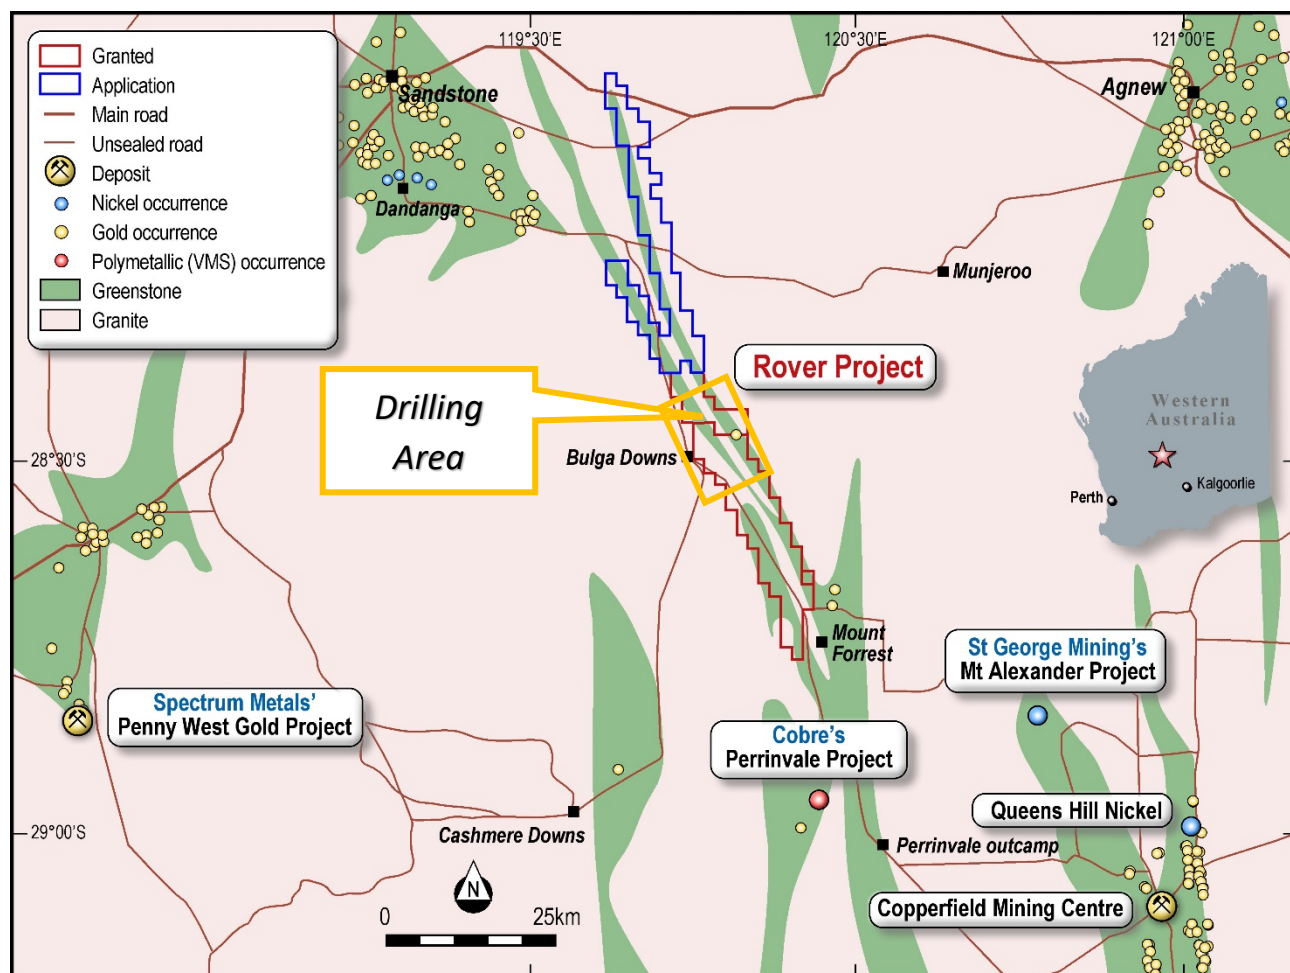 119°30'E
120°30'E
121°00'E
Granted
Application
Main road
Unsealed road
Deposit
Nickel occurrence
Gold occurrence
Polymetallic (VMS) occurrence
Greenstone
Granite
Sandstone
Dandanga
Agnew
Munjeroo
Rover Project
Drilling
Area
Bulga Downs
28°30'S
Western
Australia
Perth
Kalgoorlie
Mount
Forrest
St George Mining's
Mt Alexander Project
Spectrum Metals'
Penny West Gold Project
Cobre's
Perrinvale Project
Queens Hill Nickel
29°00'S
Cashmere Downs
Perrinvale outcamp
N
Copperfield Mining Centre
0
25km